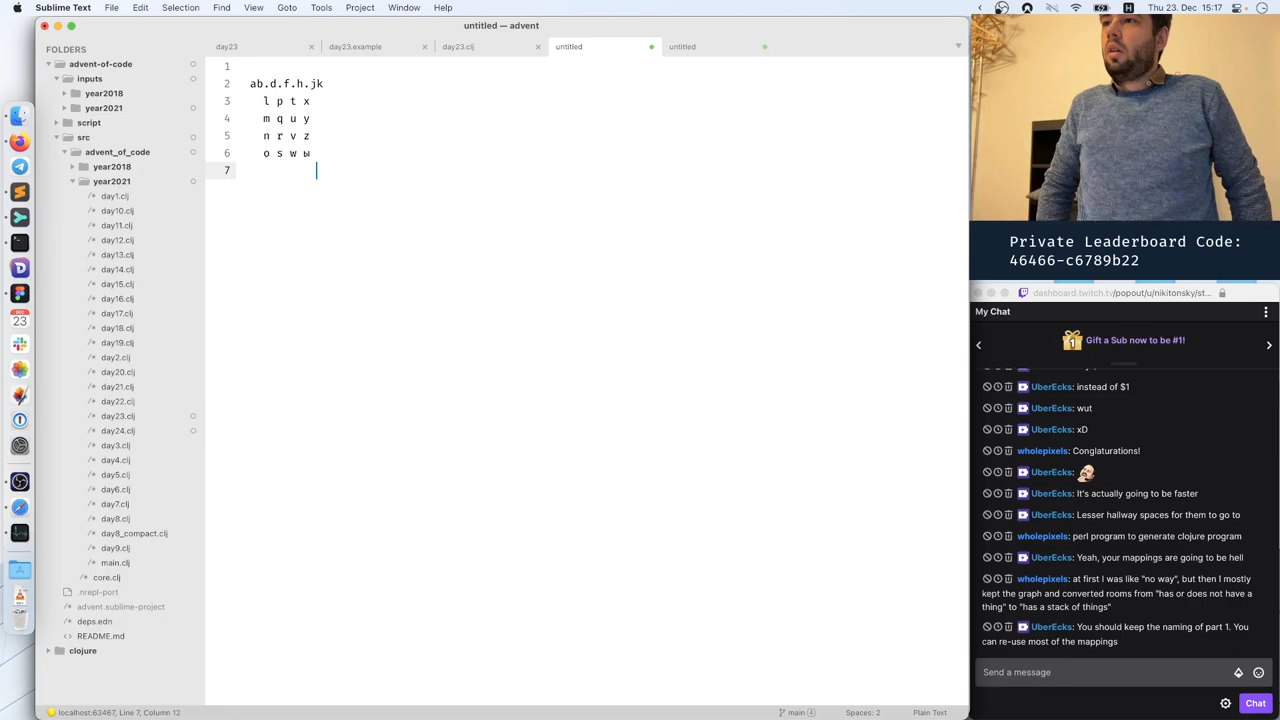 Sublime Text File Edit Selection Find View Goto Tools Project Window Help
Thu 23. Dec 15:17
untitled — advent
FOLDERS
advent-of-code
inputs
year2018
year2021
script
src
advent_of_code
year2018
year2021
/* day1.clj
/* day10.clj
/* day11.clj
/* day12.clj
/* day13.clj
/* day14.clj
/* day15.clj
/* day16.clj
/* day17.clj
/* day18.clj
/* day19.clj
/* day2.clj
/* day20.clj
/* day21.clj
/* day22.clj
/* day23.clj
/* day24.clj
/* day3.clj
/* day4.clj
/* day5.clj
/* day6.clj
/* day7.clj
/* day8.clj
/* day8_compact.clj
/* day9.clj
/* main.clj
/* core.clj
.nrepl-port
advent.sublime-project
deps.edn
README.md
clojure
DEC
23
day23 day23.example day23.clj untitled untitled
1
2 ab.d.f.h.jk
3 l p t x
4 m q u y
5 n r v z
6 o s w ы
7
localhost:63467, Line 7, Column 12
main 4 Spaces: 2 Plain Text
Private Leaderboard Code:
46466-c6789b22
dashboard.twitch.tv/popout/u/nikitonsky/st...
My Chat
1 Gift a Sub now to be #1!
UberEcks: instead of $1
UberEcks: wut
UberEcks: xD
wholepixels: Conglaturations!
UberEcks:
UberEcks: It's actually going to be faster
UberEcks: Lesser hallway spaces for them to go to
wholepixels: perl program to generate clojure program
UberEcks: Yeah, your mappings are going to be hell
wholepixels: at first I was like "no way", but then I mostly
kept the graph and converted rooms from "has or does not have a
thing" to "has a stack of things"
UberEcks: You should keep the naming of part 1. You
can re-use most of the mappings
Send a message
Chat